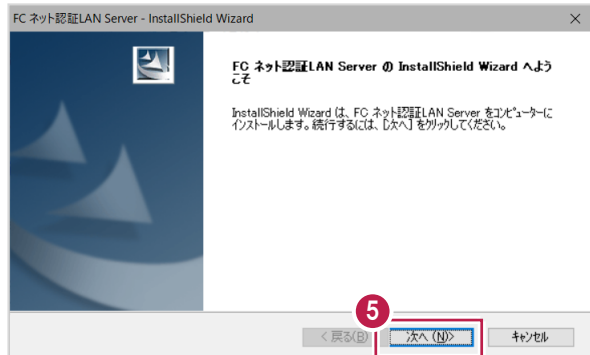 FC ネット認証LAN Server - InstallShield Wizard
FC ネット認証LAN Server の InstallShield Wizard へよう
こそ
InstallShield Wizard は、FC ネット認証LAN Server をコンピューターに
インストールします。続行するには、[次へ] をクリックしてください。
5
< 戻る(B)
次へ (N)>
キャンセル